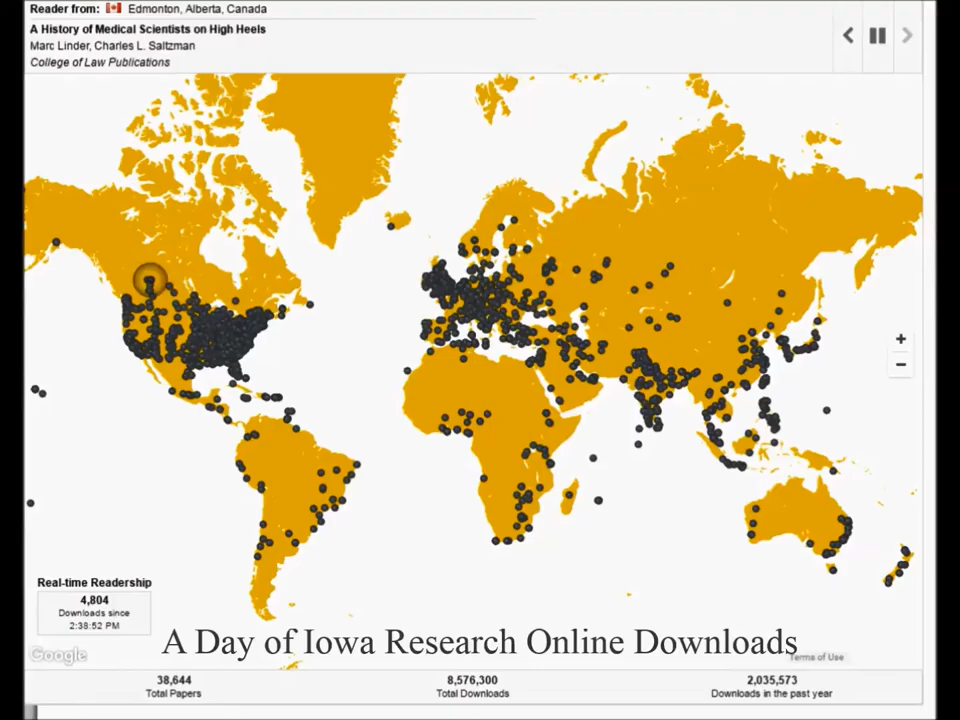 Reader from: Edmonton, Alberta, Canada
A History of Medical Scientists on High Heels
Marc Linder, Charles L. Saltzman
College of Law Publications
Real-time Readership
4,804
Downloads since
2:38:52 PM
A Day of Iowa Research Online Downloads
Google
Terms of Use
38,644
Total Papers
8,576,300
Total Downloads
2,035,573
Downloads in the past year